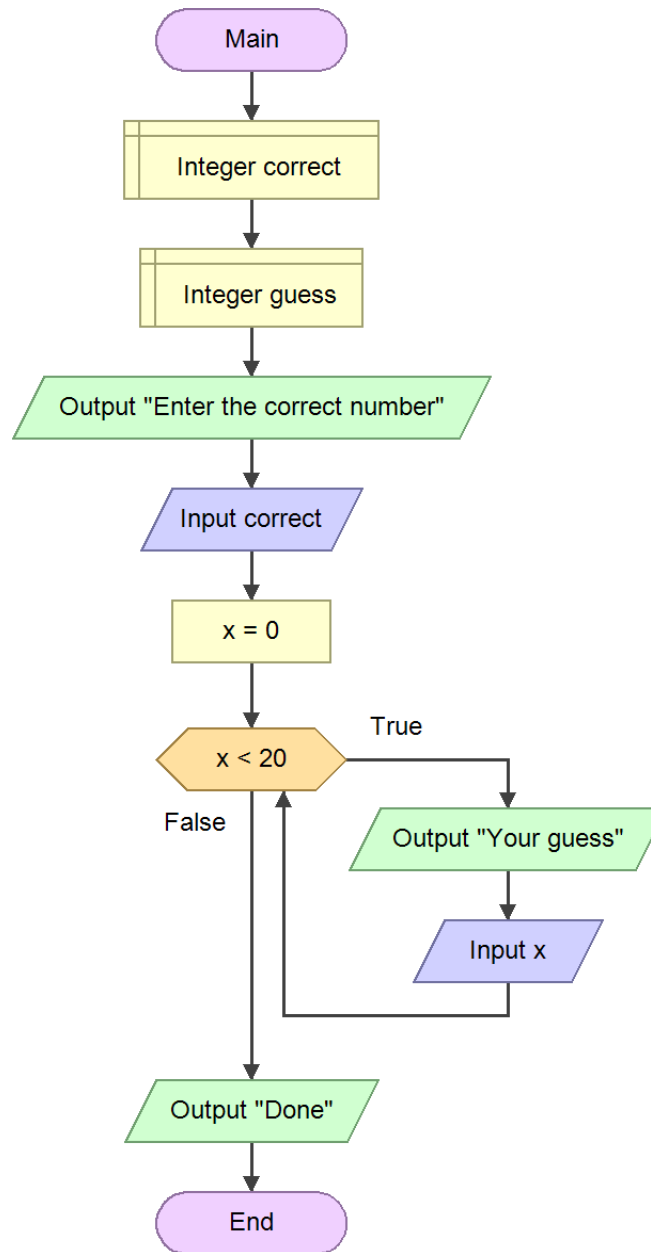 Main
Integer correct
Integer guess
Output "Enter the correct number"
Input correct
x = 0
x < 20
True
False
Output "Your guess"
Input x
Output "Done"
End